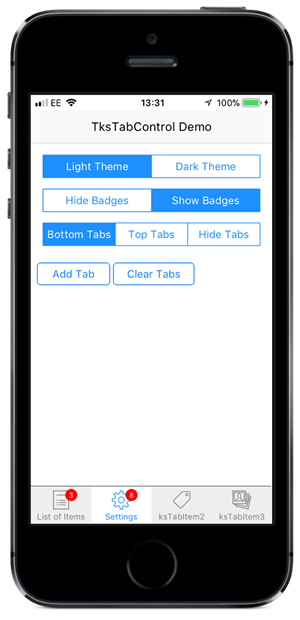 EE 13:31 100%
TksTabControl Demo
Light Theme Dark Theme
Hide Badges Show Badges
Bottom Tabs Top Tabs Hide Tabs
Add Tab Clear Tabs
3 8
List of Items Settings ksTabItem2 ksTabItem3